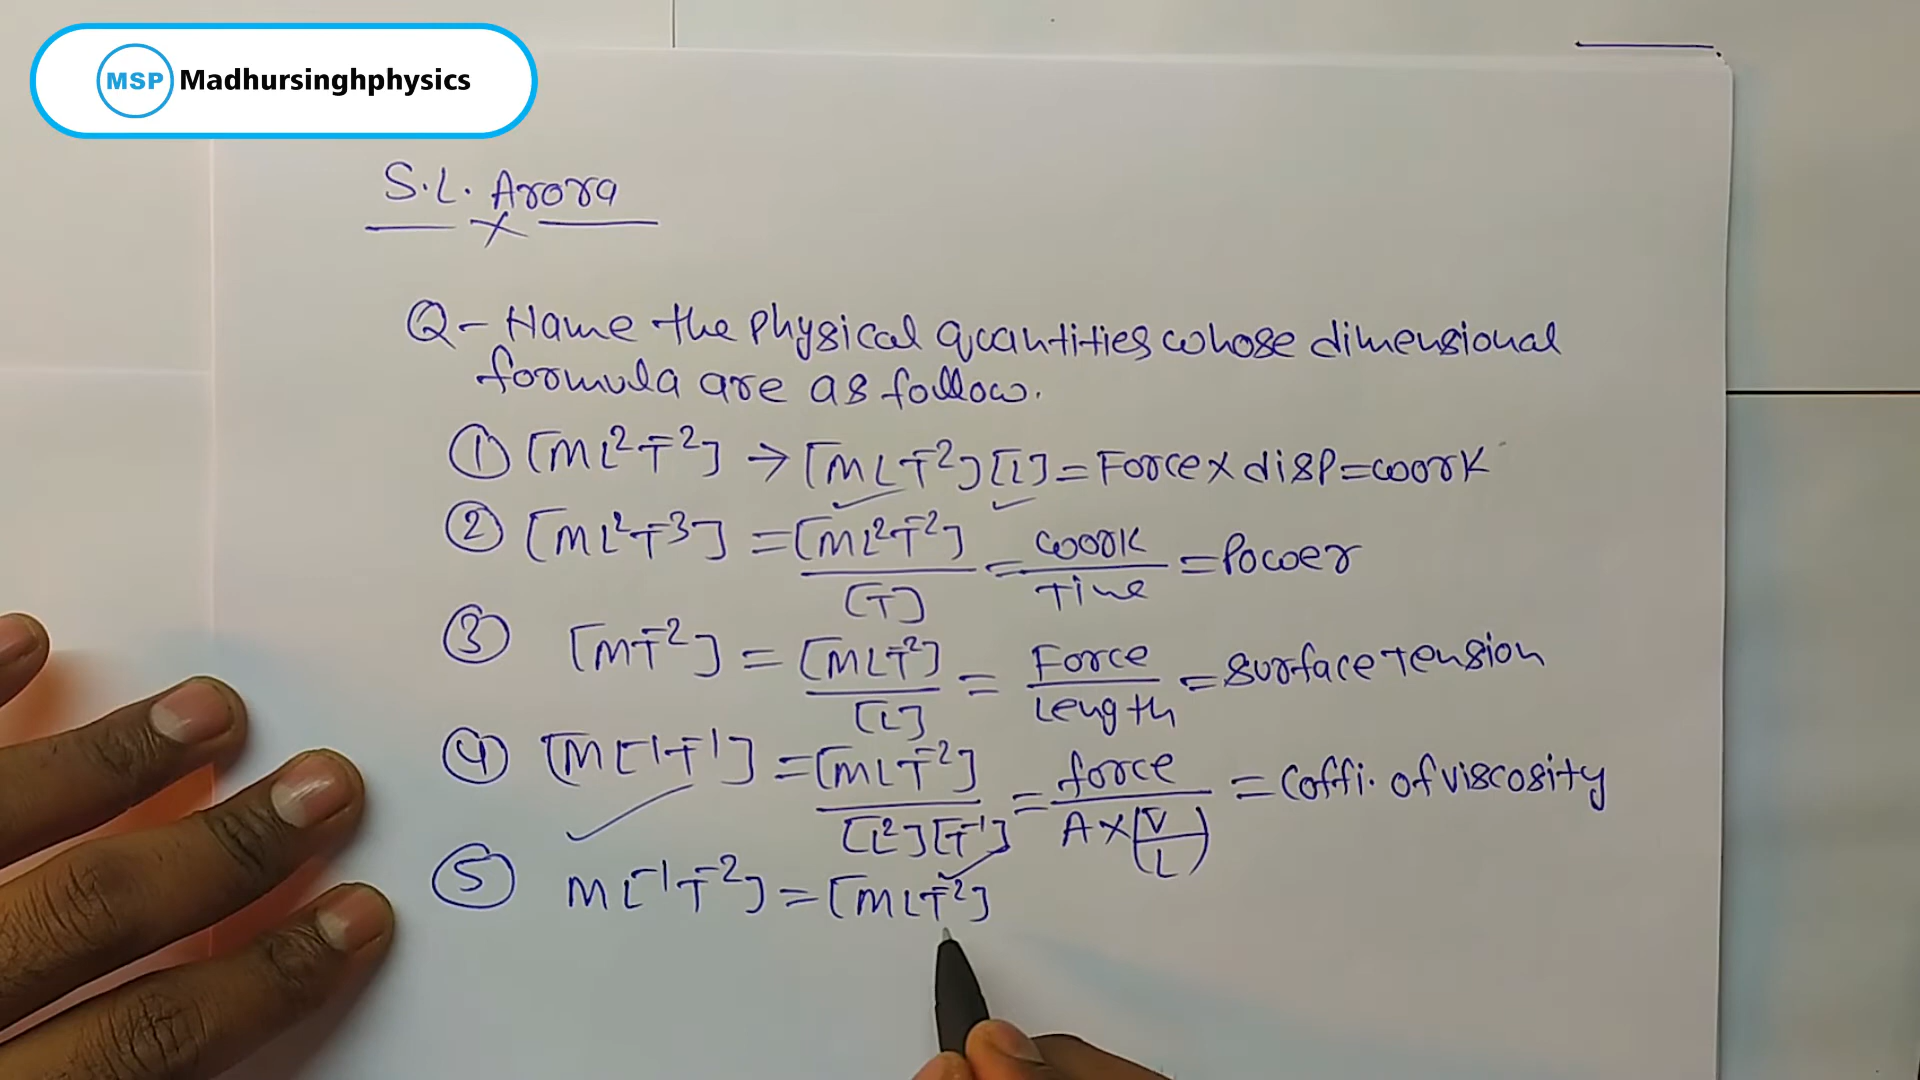 MSP Madhursinghphysics
S.L. Arora
Q- Name the physical quantities whose dimensional
formula are as follow.
① [ML²T⁻²] → [MLT⁻²][L] = Force × disp = work
② [ML²T⁻³] = [ML²T⁻²]/[T] = work/Time = Power
③ [MT⁻²] = [MLT⁻²]/[L] = Force/Length = Surface Tension
④ [ML⁻¹T⁻¹] = [MLT⁻²]/[L²][T⁻¹] = force/A×(V/L) = Coffi. of viscosity
⑤ ML⁻¹T⁻²] = [MLT⁻²]